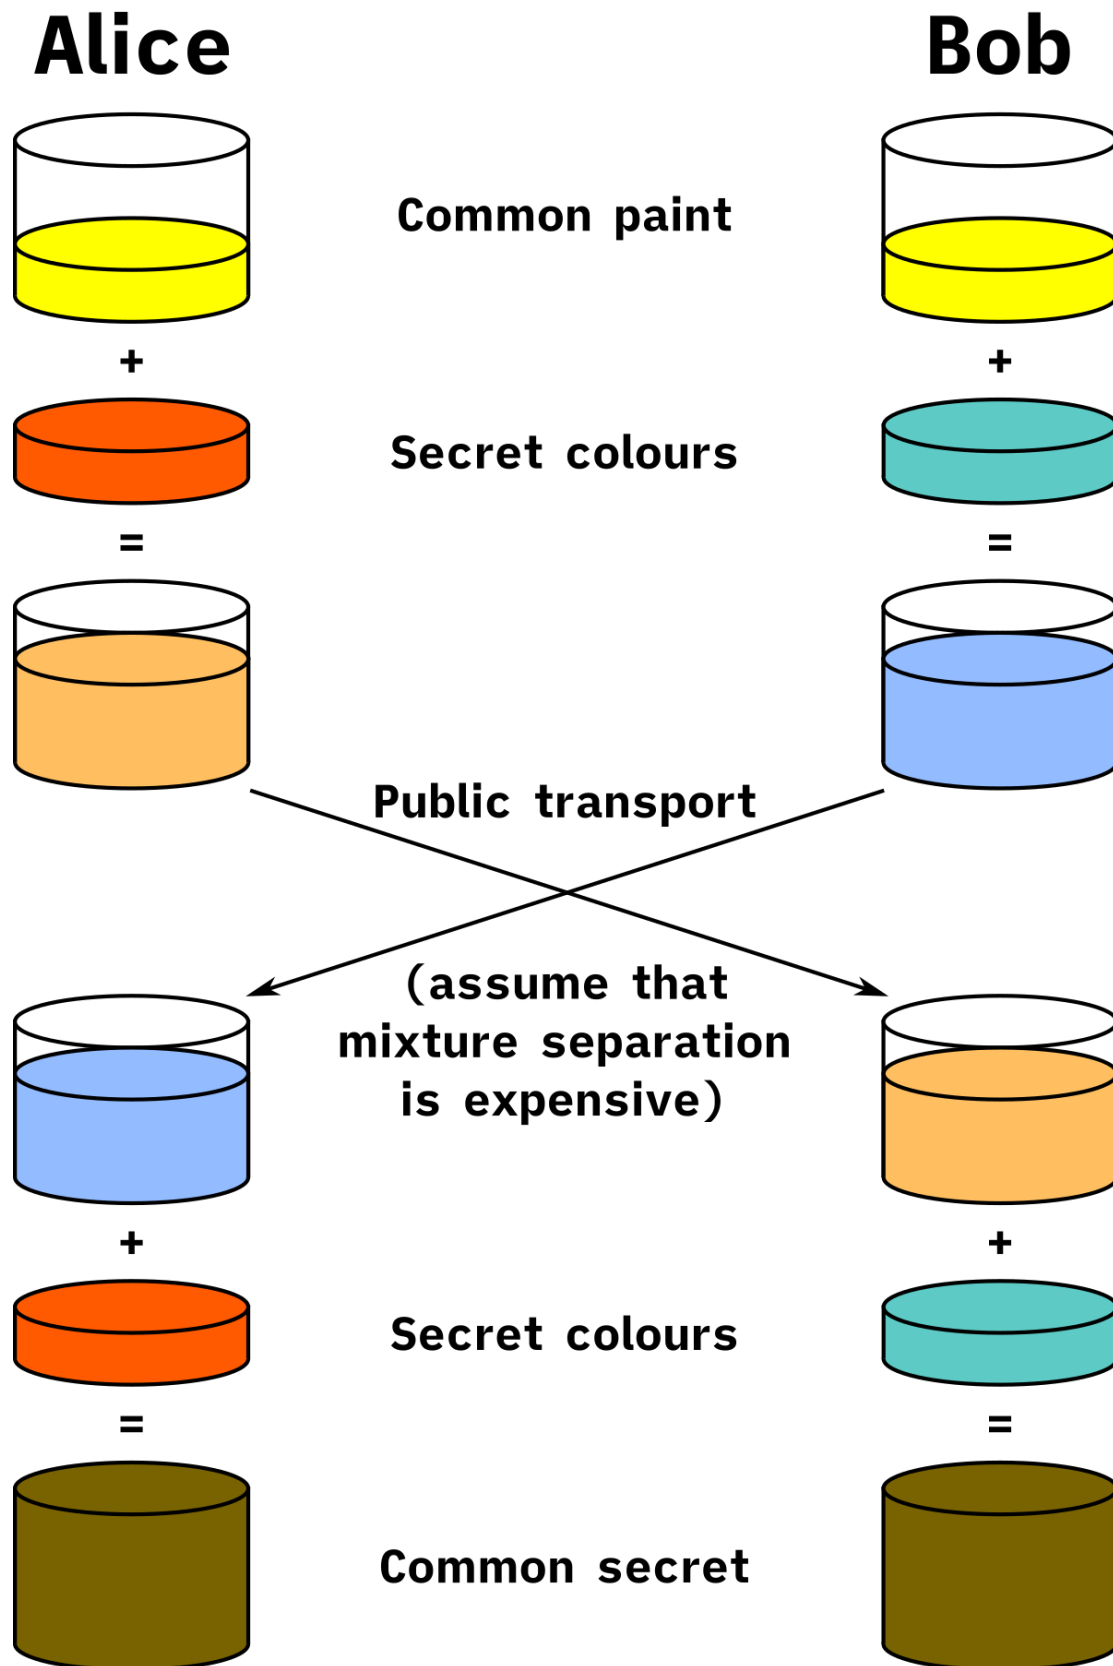 Alice
Bob
Common paint
+
+
Secret colours
=
=
Public transport
(assume that
mixture separation
is expensive)
+
+
Secret colours
=
=
Common secret